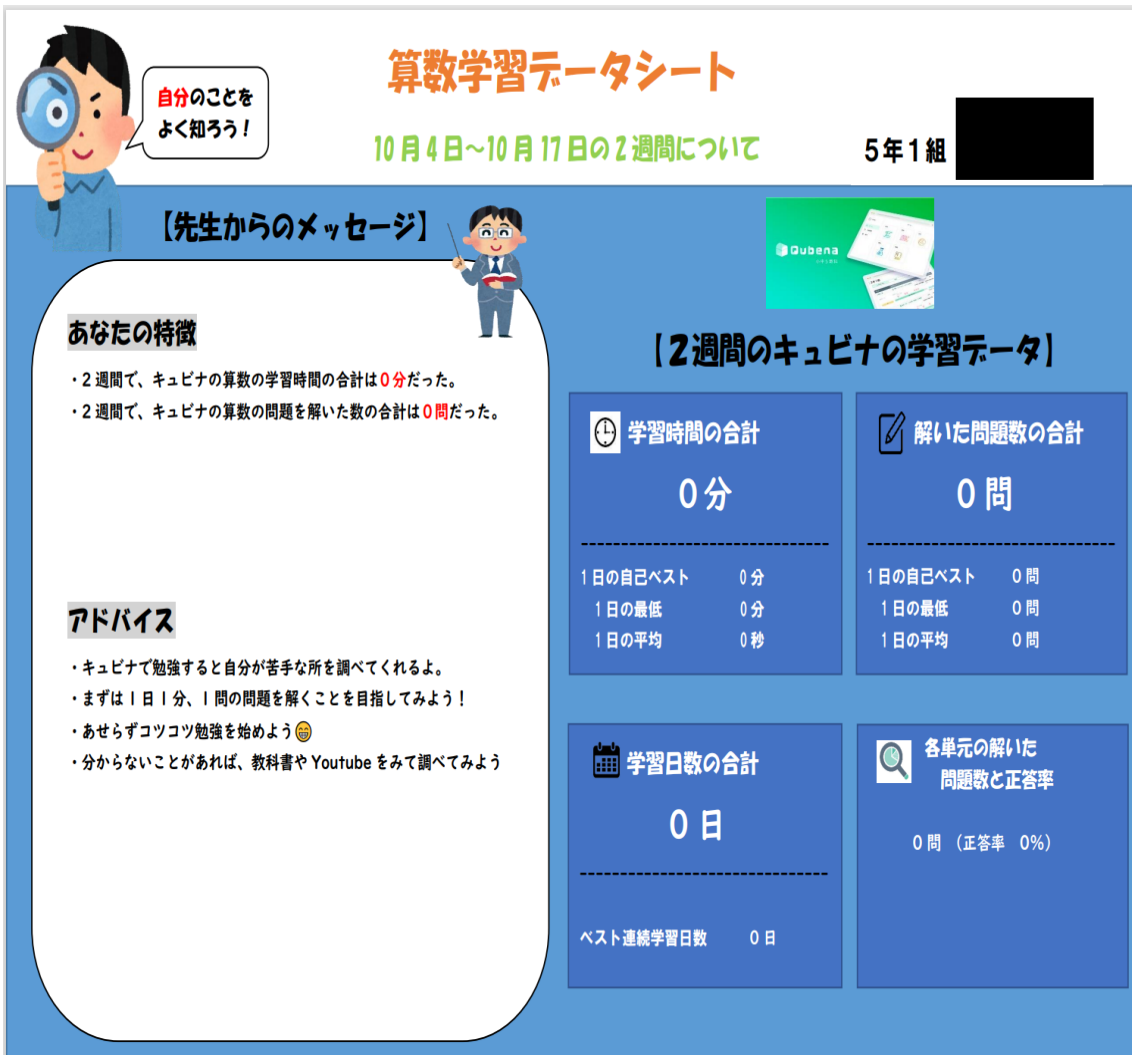 自分のことを
よく知ろう!
算数学習データシート
10月4日~10月17日の2週間について
5年1組
【先生からのメッセージ】
あなたの特徴
・2週間で、キュビナの算数の学習時間の合計は0分だった。
・2週間で、キュビナの算数の問題を解いた数の合計は0問だった。
アドバイス
・キュビナで勉強すると自分が苦手な所を調べてくれるよ。
・まずは1日1分、1問の問題を解くことを目指してみよう!
・あせらずコツコツ勉強を始めよう😁
・分からないことがあれば、教科書や Youtube をみて調べてみよう
Qubena
【2週間のキュビナの学習データ】
学習時間の合計
0分
1日の自己ベスト 0分
1日の最低 0分
1日の平均 0秒
解いた問題数の合計
0問
1日の自己ベスト 0問
1日の最低 0問
1日の平均 0問
学習日数の合計
0日
ベスト連続学習日数 0日
各単元の解いた
問題数と正答率
0問 (正答率 0%)